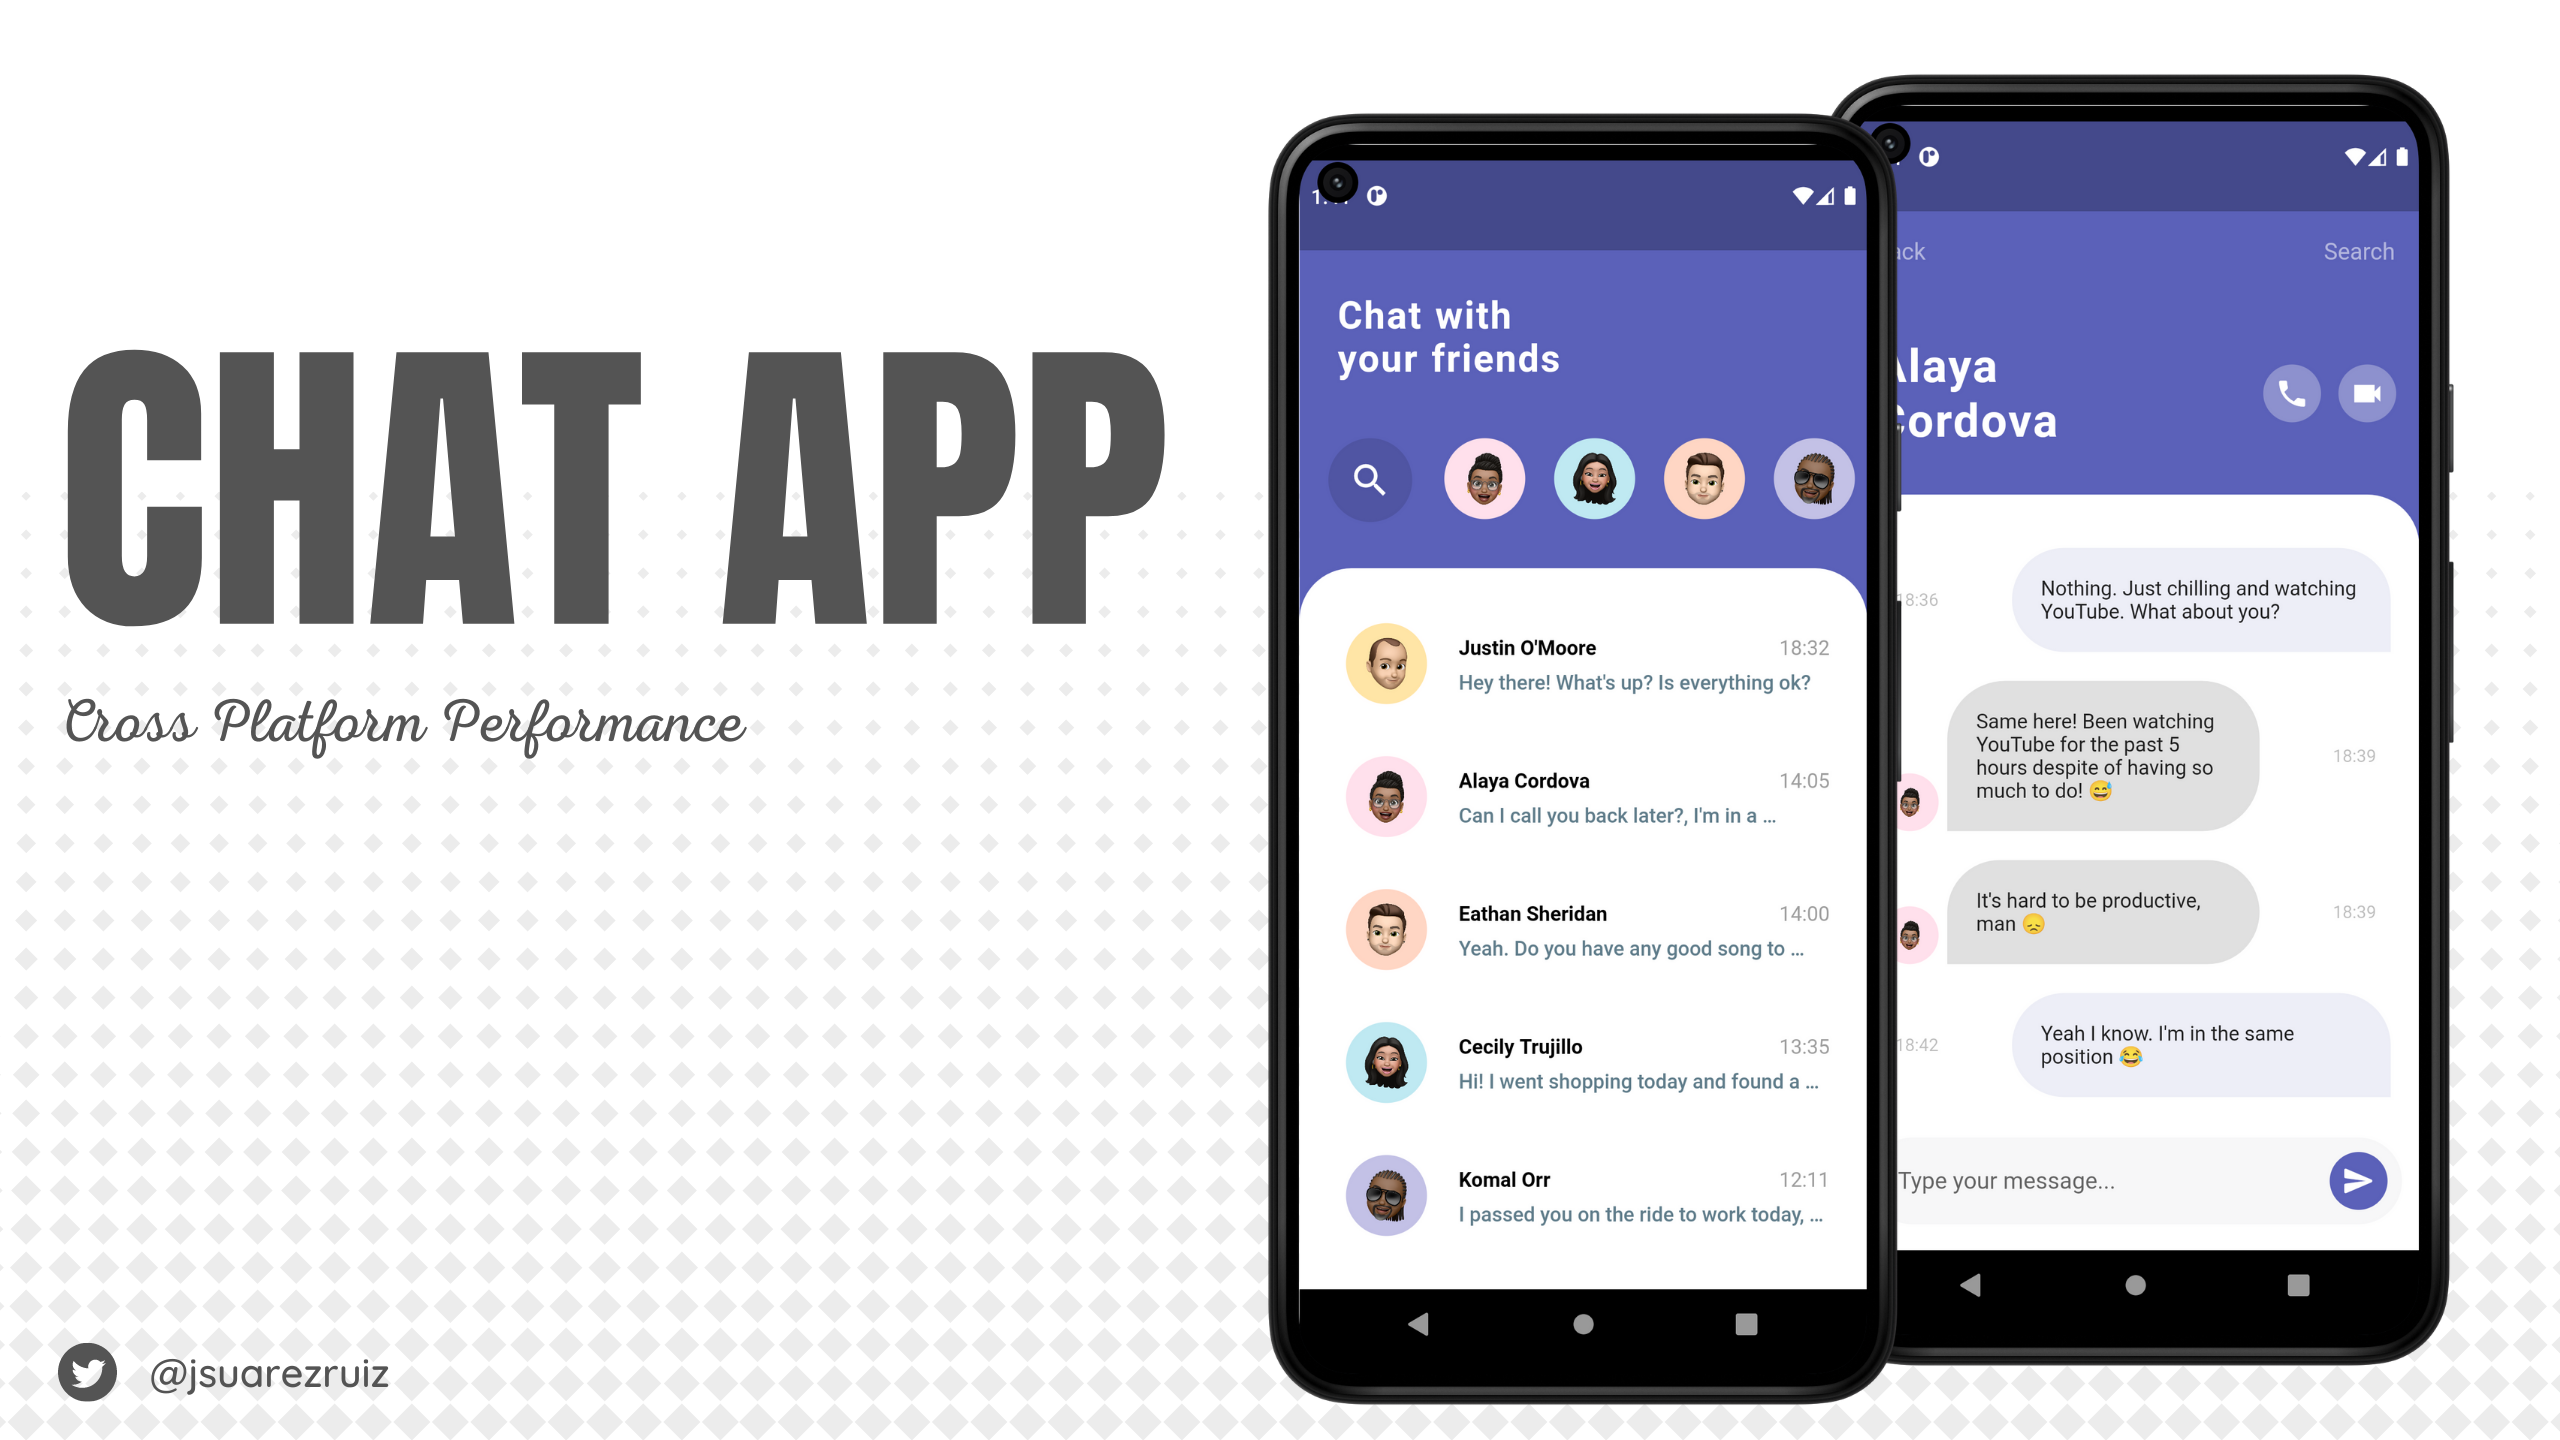 CHAT APP
Cross Platform Performance
@jsuarezruiz
Chat with
your friends
Justin O'Moore
18:32
Hey there! What's up? Is everything ok?
Alaya Cordova
14:05
Can I call you back later?, I'm in a ...
Eathan Sheridan
14:00
Yeah. Do you have any good song to ...
Cecily Trujillo
13:35
Hi! I went shopping today and found a ...
Komal Orr
12:11
I passed you on the ride to work today, ...
Search
Alaya
Cordova
Nothing. Just chilling and watching
YouTube. What about you?
18:36
Same here! Been watching
YouTube for the past 5
hours despite of having so
much to do! 😅
18:39
It's hard to be productive,
man 😞
18:39
Yeah I know. I'm in the same
position 😂
18:42
Type your message...